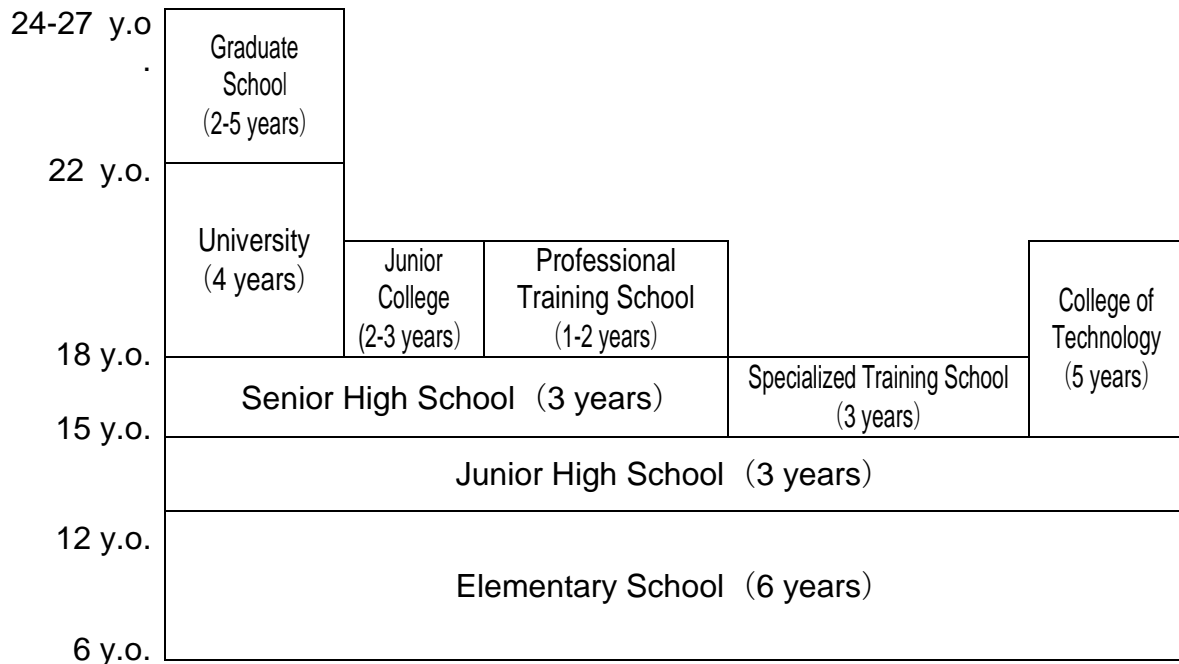 24-27 y.o
.
Graduate
School
（2-5 years）
22 y.o.
University
（4 years）
Junior
College
(2-3 years）
Professional
Training School
（1-2 years）
College of
Technology
（5 years）
18 y.o.
Senior High School（3 years）
Specialized Training School
（3 years）
15 y.o.
Junior High School（3 years）
12 y.o.
Elementary School（6 years）
6 y.o.